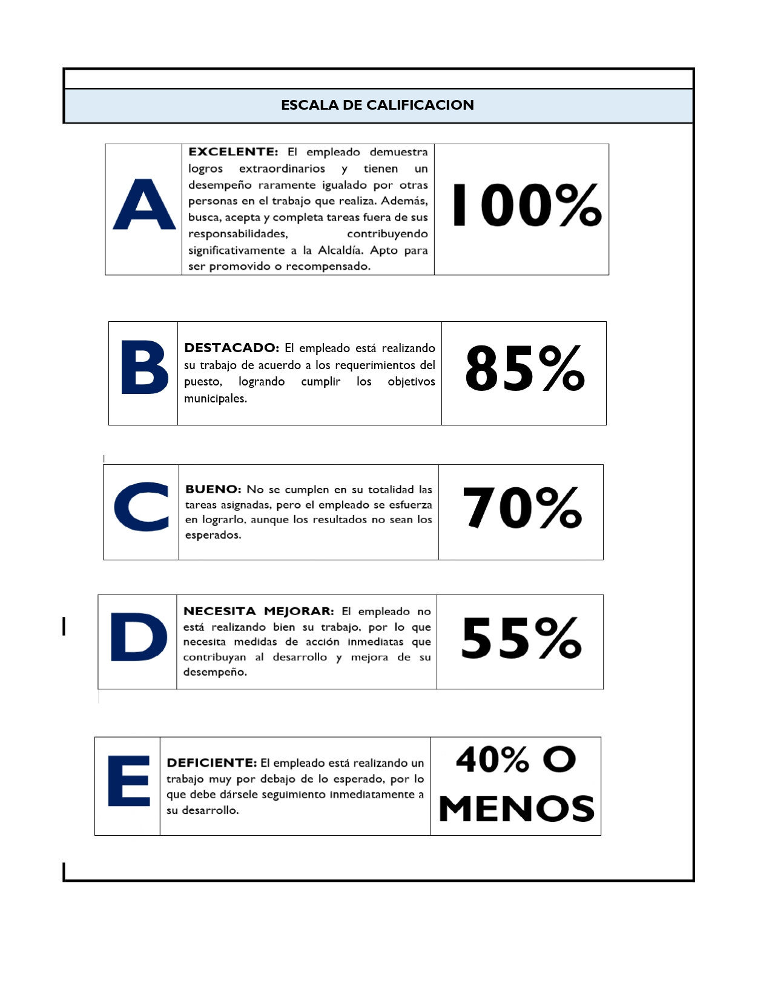 ESCALA DE CALIFICACION
A
EXCELENTE: El empleado demuestra
logros extraordinarios y tienen un
desempeño raramente igualado por otras
personas en el trabajo que realiza. Además,
busca, acepta y completa tareas fuera de sus
responsabilidades, contribuyendo
significativamente a la Alcaldía. Apto para
ser promovido o recompensado.
100%
B
DESTACADO: El empleado está realizando
su trabajo de acuerdo a los requerimientos del
puesto, logrando cumplir los objetivos
municipales.
85%
C
BUENO: No se cumplen en su totalidad las
tareas asignadas, pero el empleado se esfuerza
en lograrlo, aunque los resultados no sean los
esperados.
70%
D
NECESITA MEJORAR: El empleado no
está realizando bien su trabajo, por lo que
necesita medidas de acción inmediatas que
contribuyan al desarrollo y mejora de su
desempeño.
55%
E
DEFICIENTE: El empleado está realizando un
trabajo muy por debajo de lo esperado, por lo
que debe dársele seguimiento inmediatamente a
su desarrollo.
40% O
MENOS